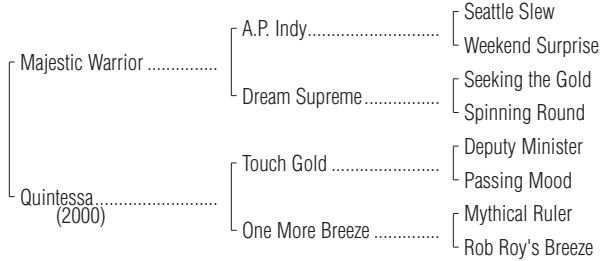 Seattle Slew
A.P. Indy..............................
Weekend Surprise
Majestic Warrior ................
Seeking the Gold
Dream Supreme.................
Spinning Round
Deputy Minister
Touch Gold .........................
Passing Mood
Quintessa............................
(2000)
Mythical Ruler
One More Breeze ...............
Rob Roy's Breeze